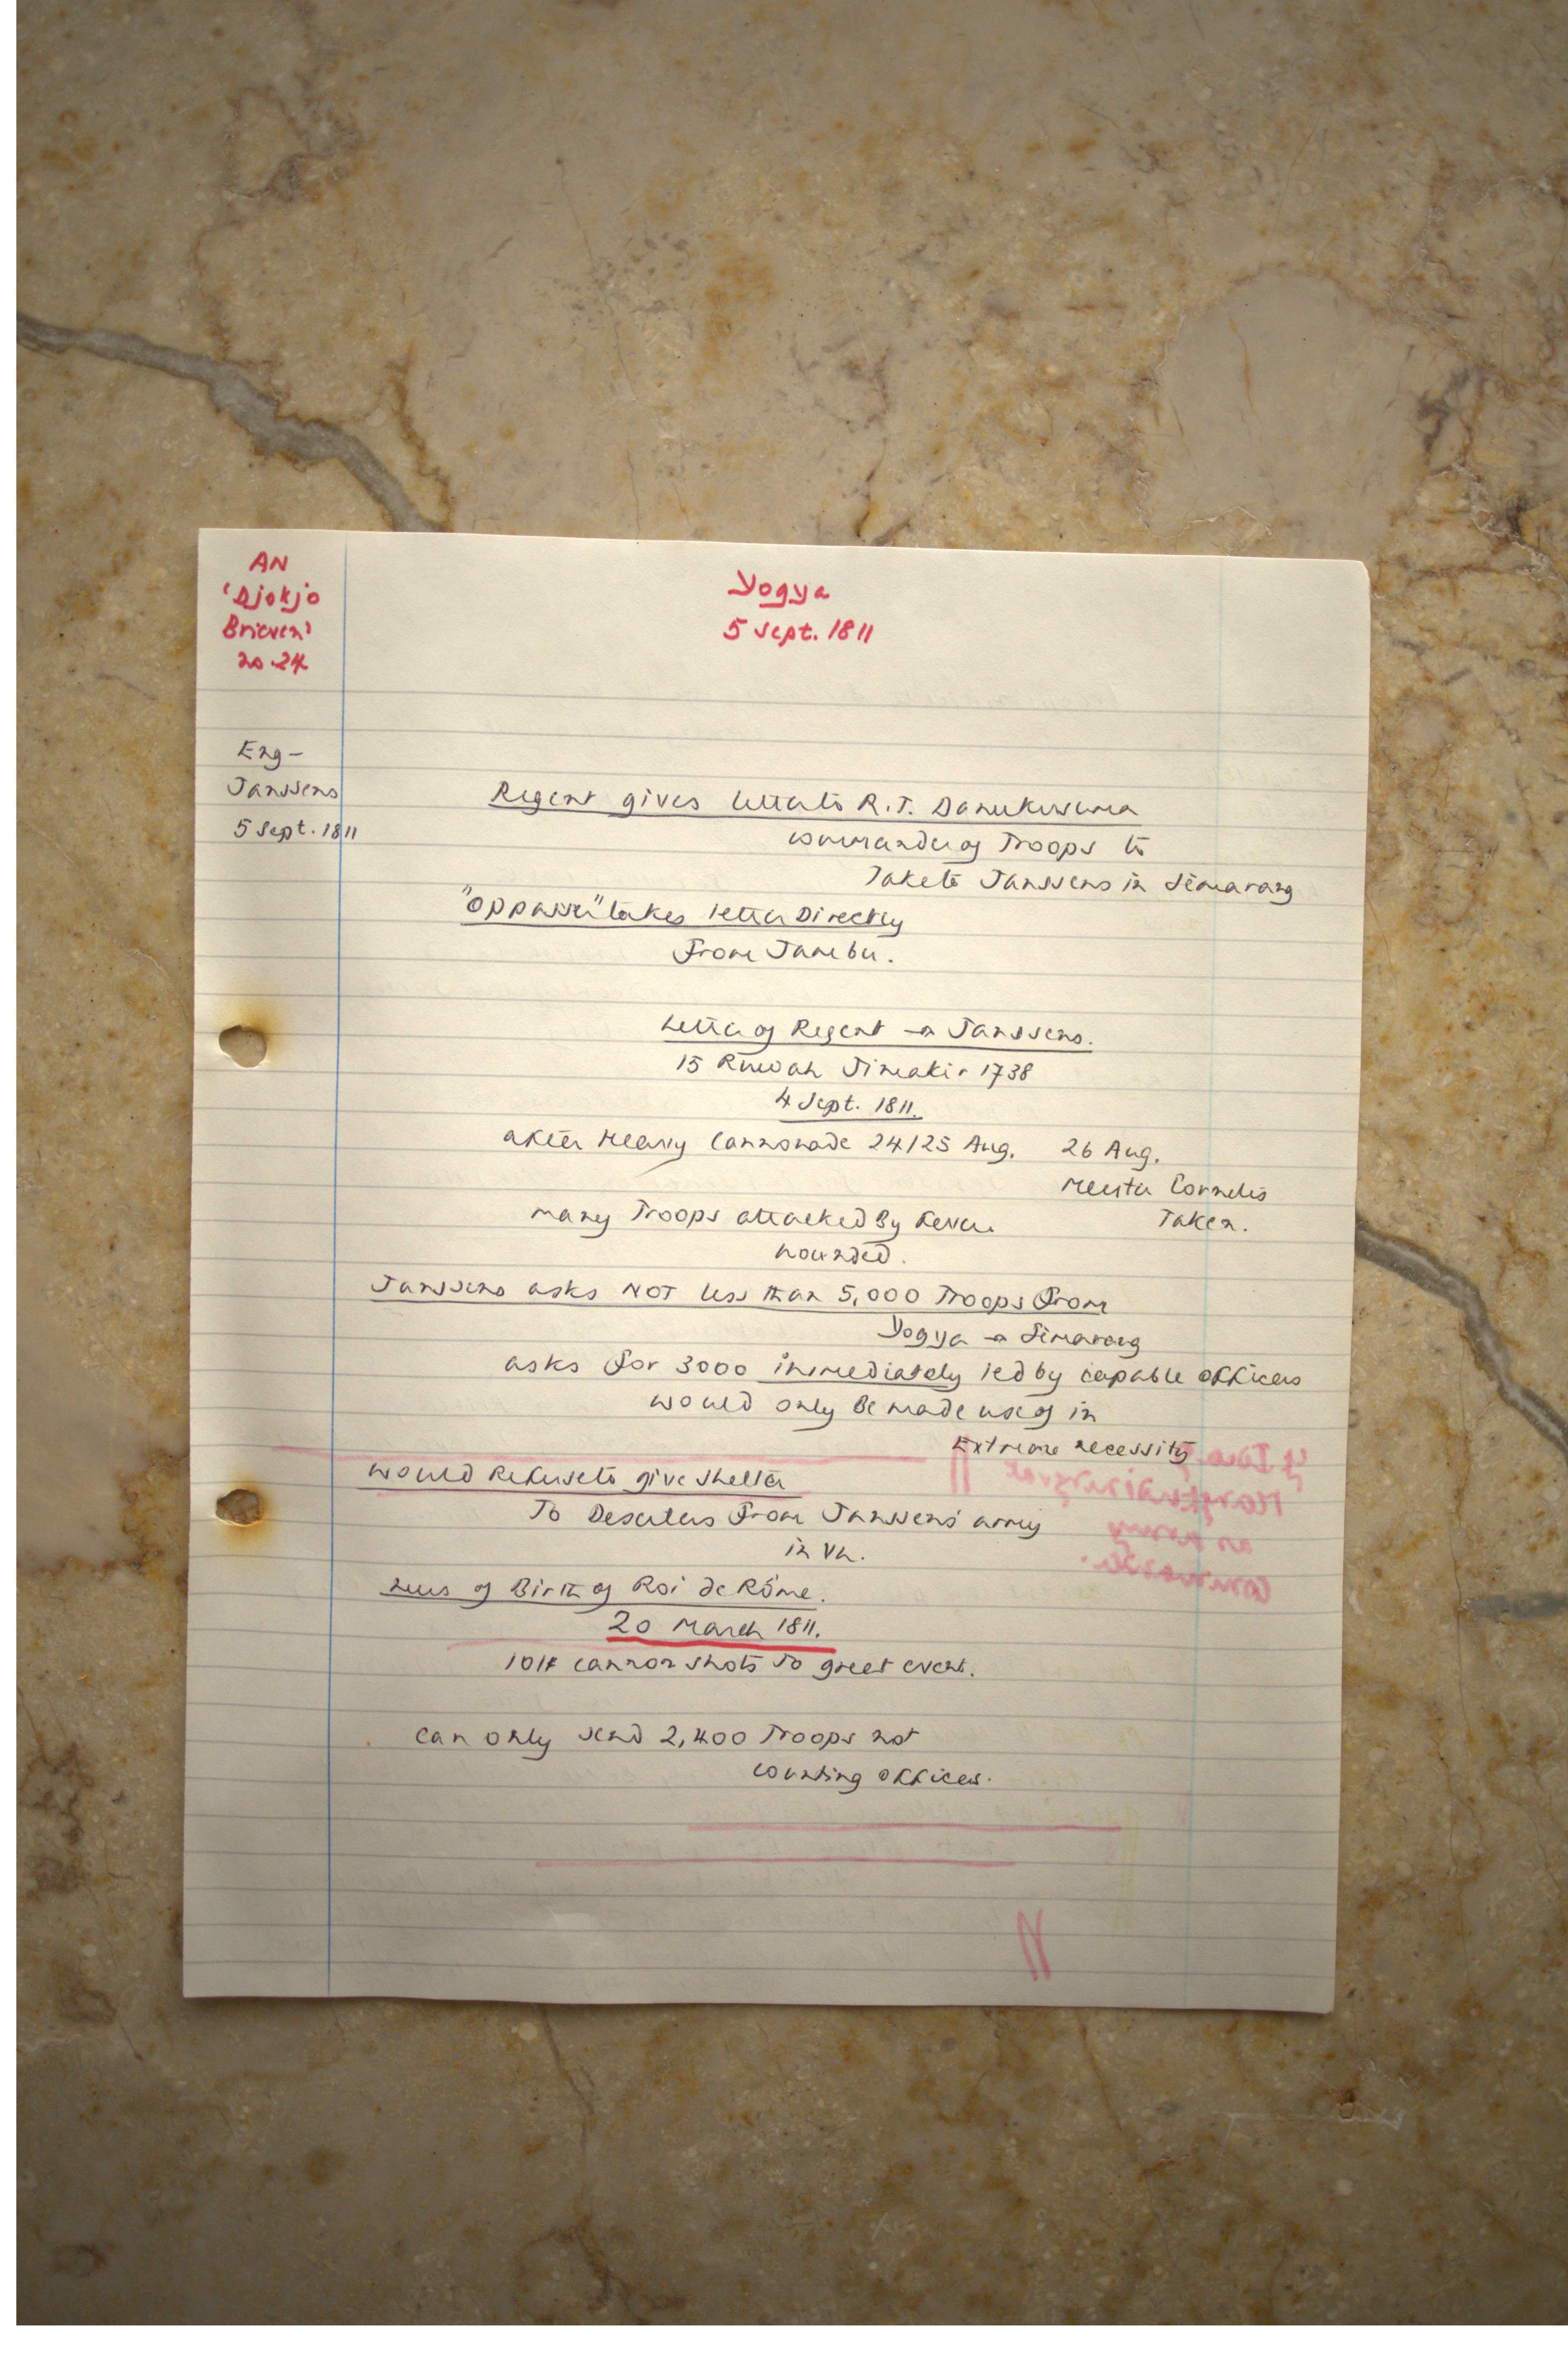 AN
'Djokjo
Brieven'
no. 24
Yogya
5 Sept. 1811
Eng –
Janssens
5 Sept. 1811
Regent gives letter to R.T. Danukusuma
commander of Troops to
Take to Janssens in Semarang
"oppasser" takes letter Directly
From Jambu.
Letter of Regent → Janssens.
15 Ruwah Jimakir 1738
4 Sept. 1811.
after Heavy Cannonade 24/25 Aug. 26 Aug.
Meester Cornelis
Taken.
many Troops attacked By Fever
wounded.
Janssens asks NOT less than 5,000 Troops From
Yogya → Semarang
asks For 3000 immediately led by capable officers
would only Be made use of in
Extreme necessity
would Refuse to give shelter
To Deserters From Janssens' army
in Vn.
news of Birth of Roi de Rôme.
20 March 1811.
cannon shots to greet event.
can only send 2,400 Troops not
counting officers.